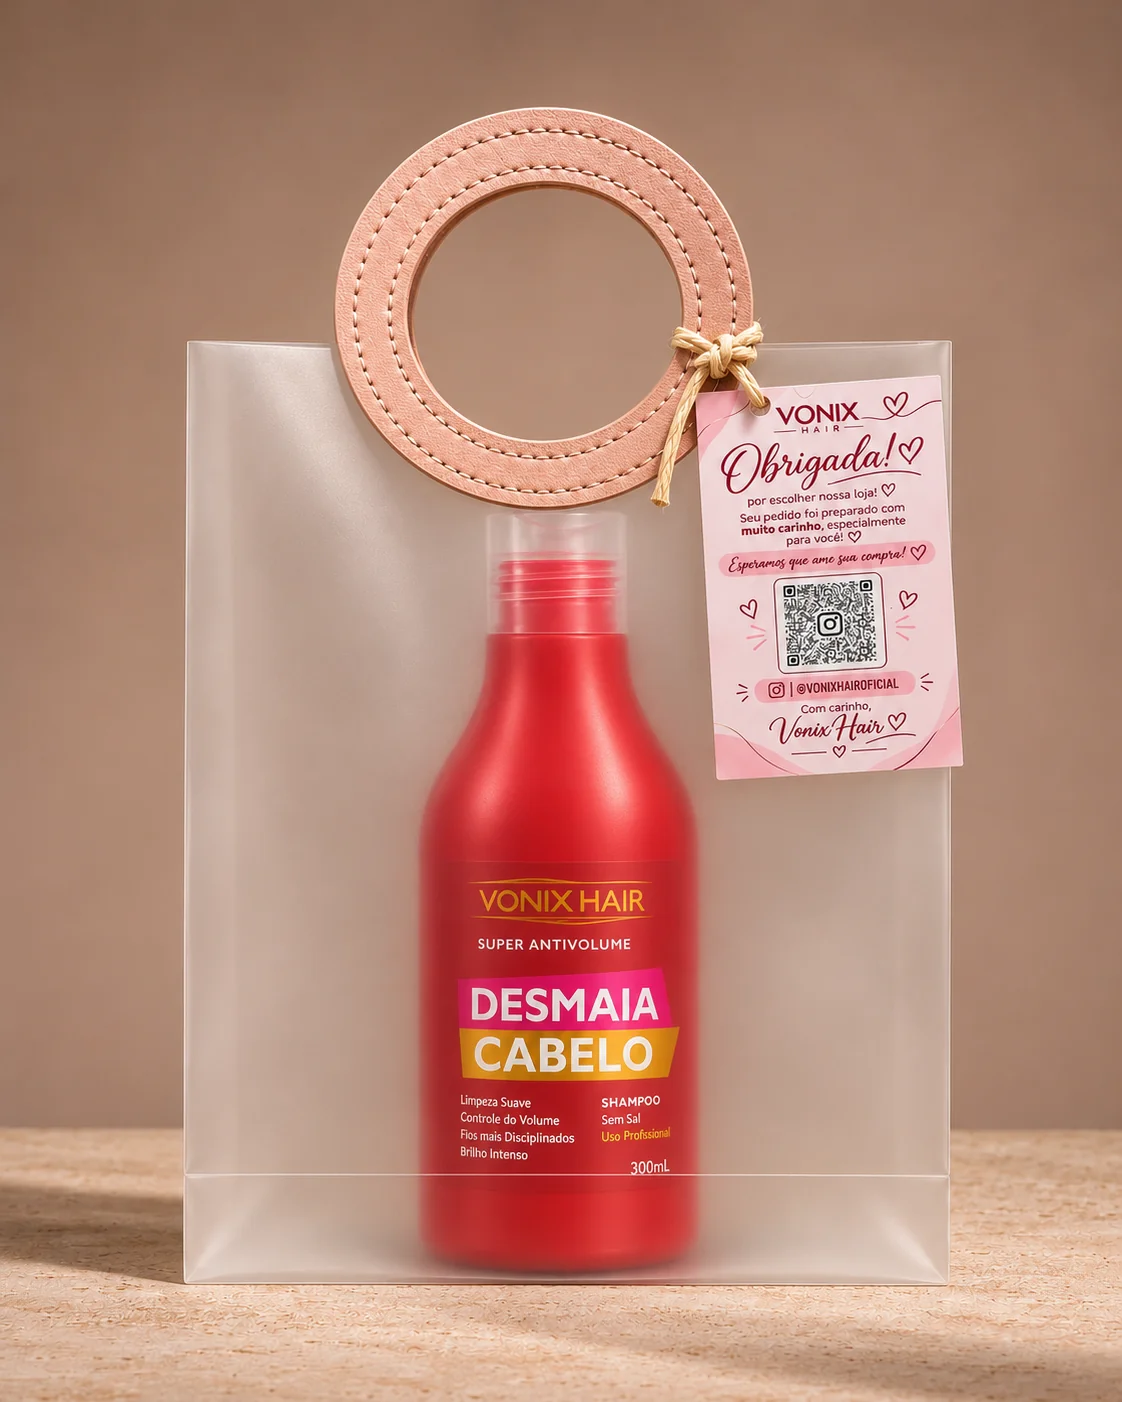 VONIX
HAIR
Obrigada!
por escolher nossa loja!
Seu pedido foi preparado com
muito carinho, especialmente
para você!
Esperamos que ame sua compra!
@VONIXHAIROFICIAL
Com carinho,
Vonix Hair
VONIX HAIR
SUPER ANTIVOLUME
DESMAIA
CABELO
Limpeza Suave
Controle do Volume
Fios mais Disciplinados
Brilho Intenso
SHAMPOO
Sem Sal
Uso Profissional
300mL